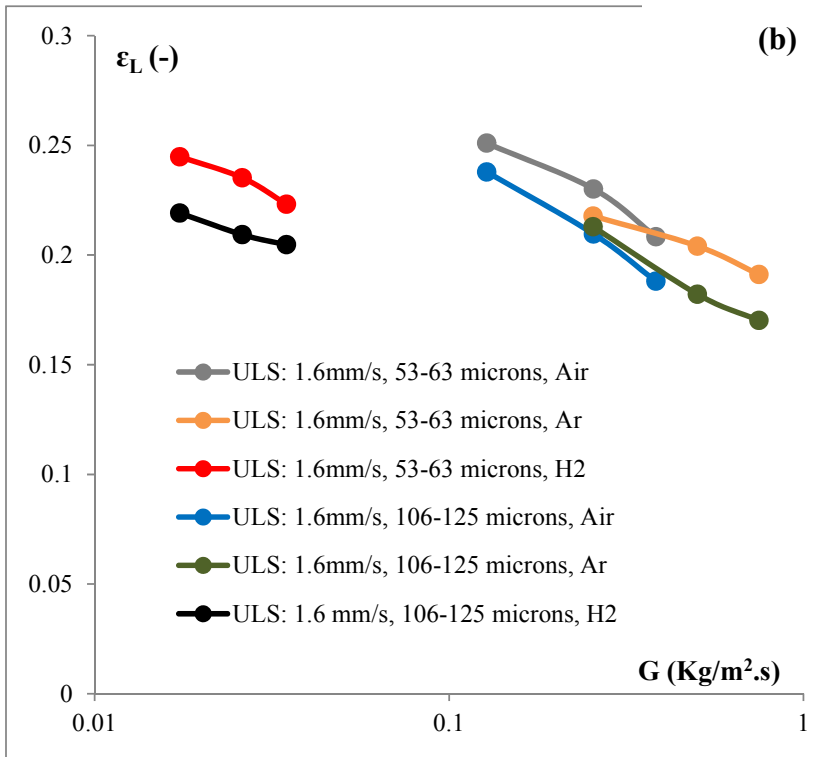 0.3
ε_L (-)
(b)
0.25
0.2
0.15
0.1
0.05
0
ULS: 1.6mm/s, 53-63 microns, Air
ULS: 1.6mm/s, 53-63 microns, Ar
ULS: 1.6mm/s, 53-63 microns, H2
ULS: 1.6mm/s, 106-125 microns, Air
ULS: 1.6mm/s, 106-125 microns, Ar
ULS: 1.6 mm/s, 106-125 microns, H2
G (Kg/m².s)
0.01 0.1 1